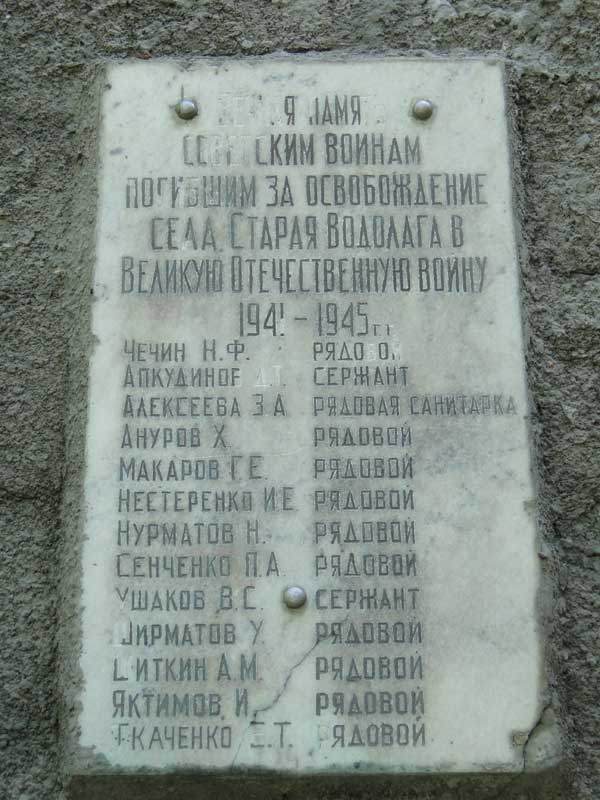 ПАМЯТЬ
СОВЕТСКИМ ВОИНАМ
ПОГИБШИМ ЗА ОСВОБОЖДЕНИЕ
СЕЛА СТАРАЯ ВОДОЛАГА В
ВЕЛИКУЮ ОТЕЧЕСТВЕННУЮ ВОЙНУ
1941 - 1945 г.г.
ЧЕЧИН Н.Ф. РЯДОВОЙ
АПКУДИНОВ СЕРЖАНТ
АЛЕКСЕЕВА З.А. РЯДОВАЯ САНИТАРКА
АНУРОВ Х. РЯДОВОЙ
МАКАРОВ Г.Е. РЯДОВОЙ
НЕСТЕРЕНКО И.Е. РЯДОВОЙ
НУРМАТОВ Н. РЯДОВОЙ
СЕНЧЕНКО П.А. РЯДОВОЙ
УШАКОВ В.С. СЕРЖАНТ
ШИРМАТОВ У. РЯДОВОЙ
А.М. РЯДОВОЙ
ЯКТИМОВ И. РЯДОВОЙ
ТКАЧЕНКО Е.Т. РЯДОВОЙ